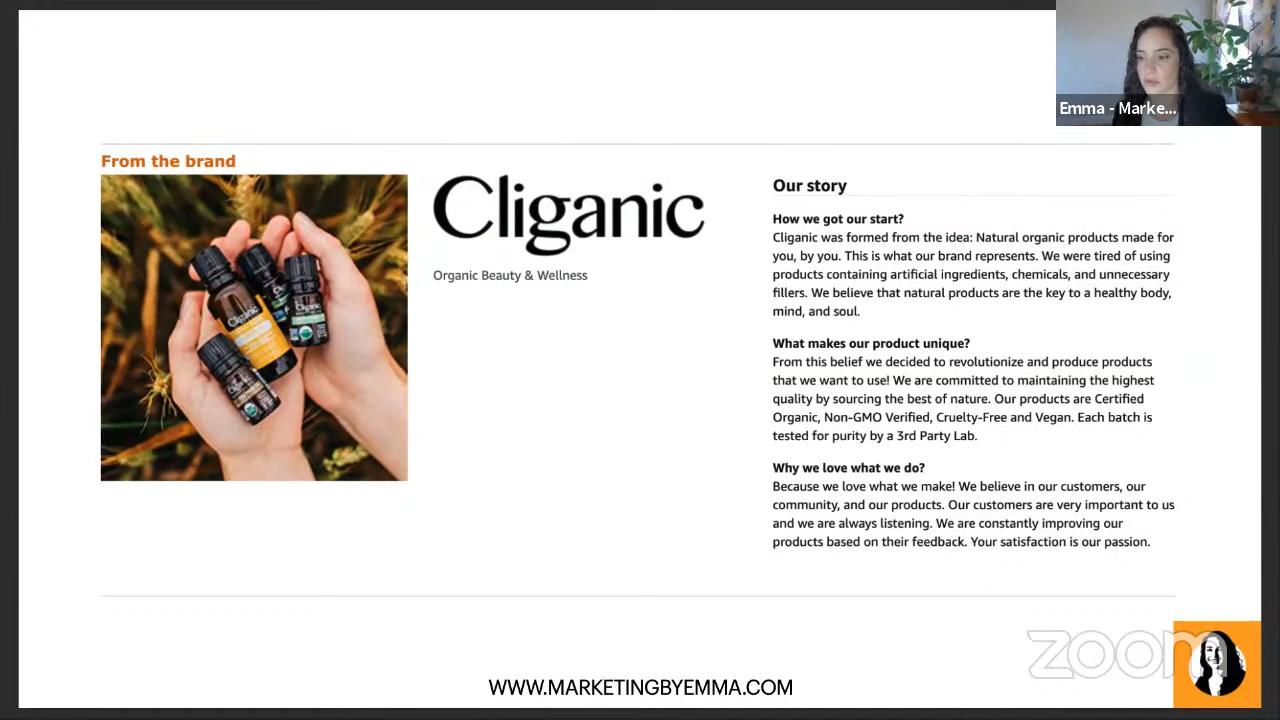 Emma - Marke...
From the brand
Cliganic
Organic Beauty & Wellness
Our story
How we got our start?
Cliganic was formed from the idea: Natural organic products made for
you, by you. This is what our brand represents. We were tired of using
products containing artificial ingredients, chemicals, and unnecessary
fillers. We believe that natural products are the key to a healthy body,
mind, and soul.
What makes our product unique?
From this belief we decided to revolutionize and produce products
that we want to use! We are committed to maintaining the highest
quality by sourcing the best of nature. Our products are Certified
Organic, Non-GMO Verified, Cruelty-Free and Vegan. Each batch is
tested for purity by a 3rd Party Lab.
Why we love what we do?
Because we love what we make! We believe in our customers, our
community, and our products. Our customers are very important to us
and we are always listening. We are constantly improving our
products based on their feedback. Your satisfaction is our passion.
zoom
WWW.MARKETINGBYEMMA.COM